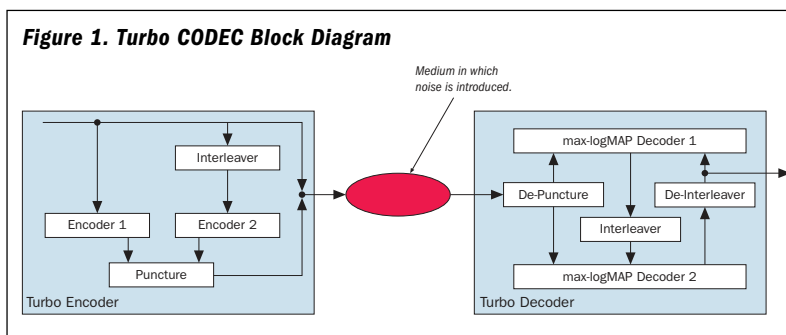 Figure 1. Turbo CODEC Block Diagram
Medium in which
noise is introduced.
Interleaver
Encoder 1
Encoder 2
Puncture
Turbo Encoder
max-logMAP Decoder 1
De-Puncture
De-Interleaver
Interleaver
max-logMAP Decoder 2
Turbo Decoder